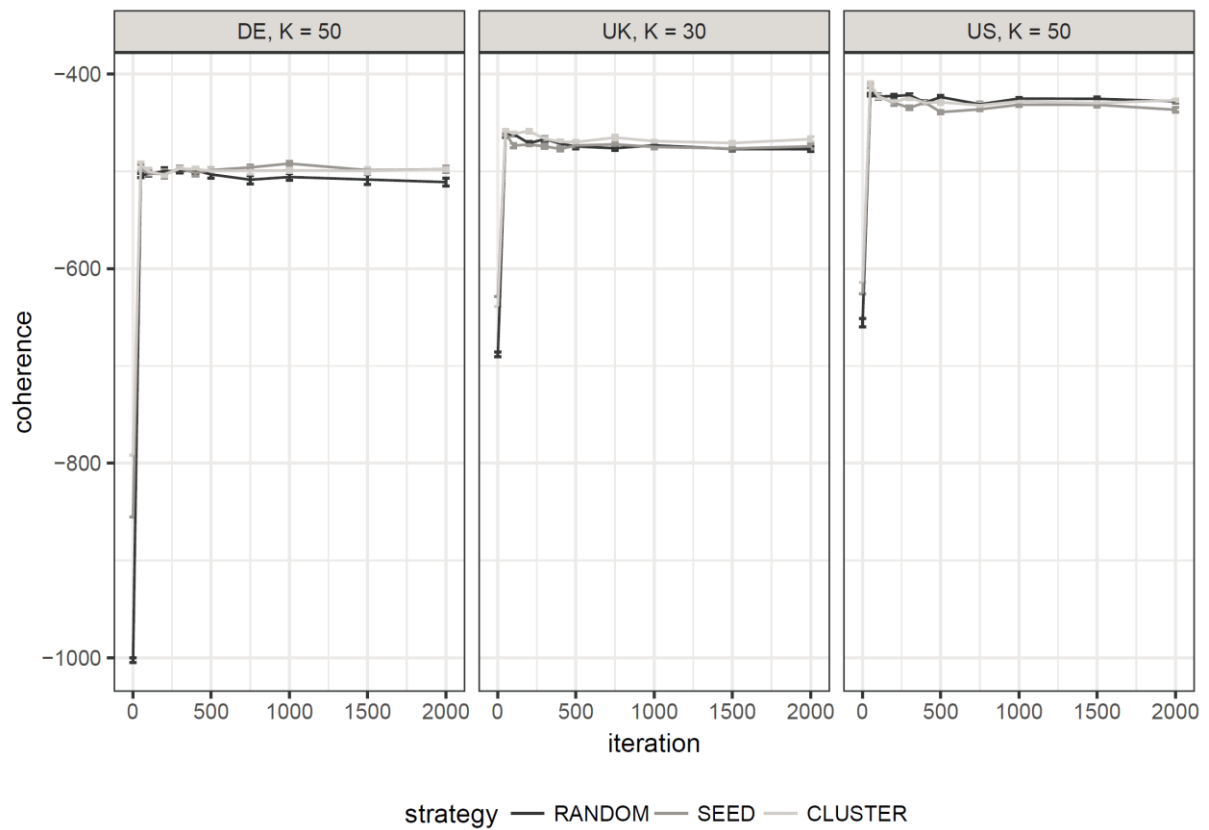 DE, K = 50 UK, K = 30 US, K = 50
−400
−600
−800
−1000
coherence
0 500 1000 1500 2000 0 500 1000 1500 2000 0 500 1000 1500 2000
iteration
strategy RANDOM SEED CLUSTER